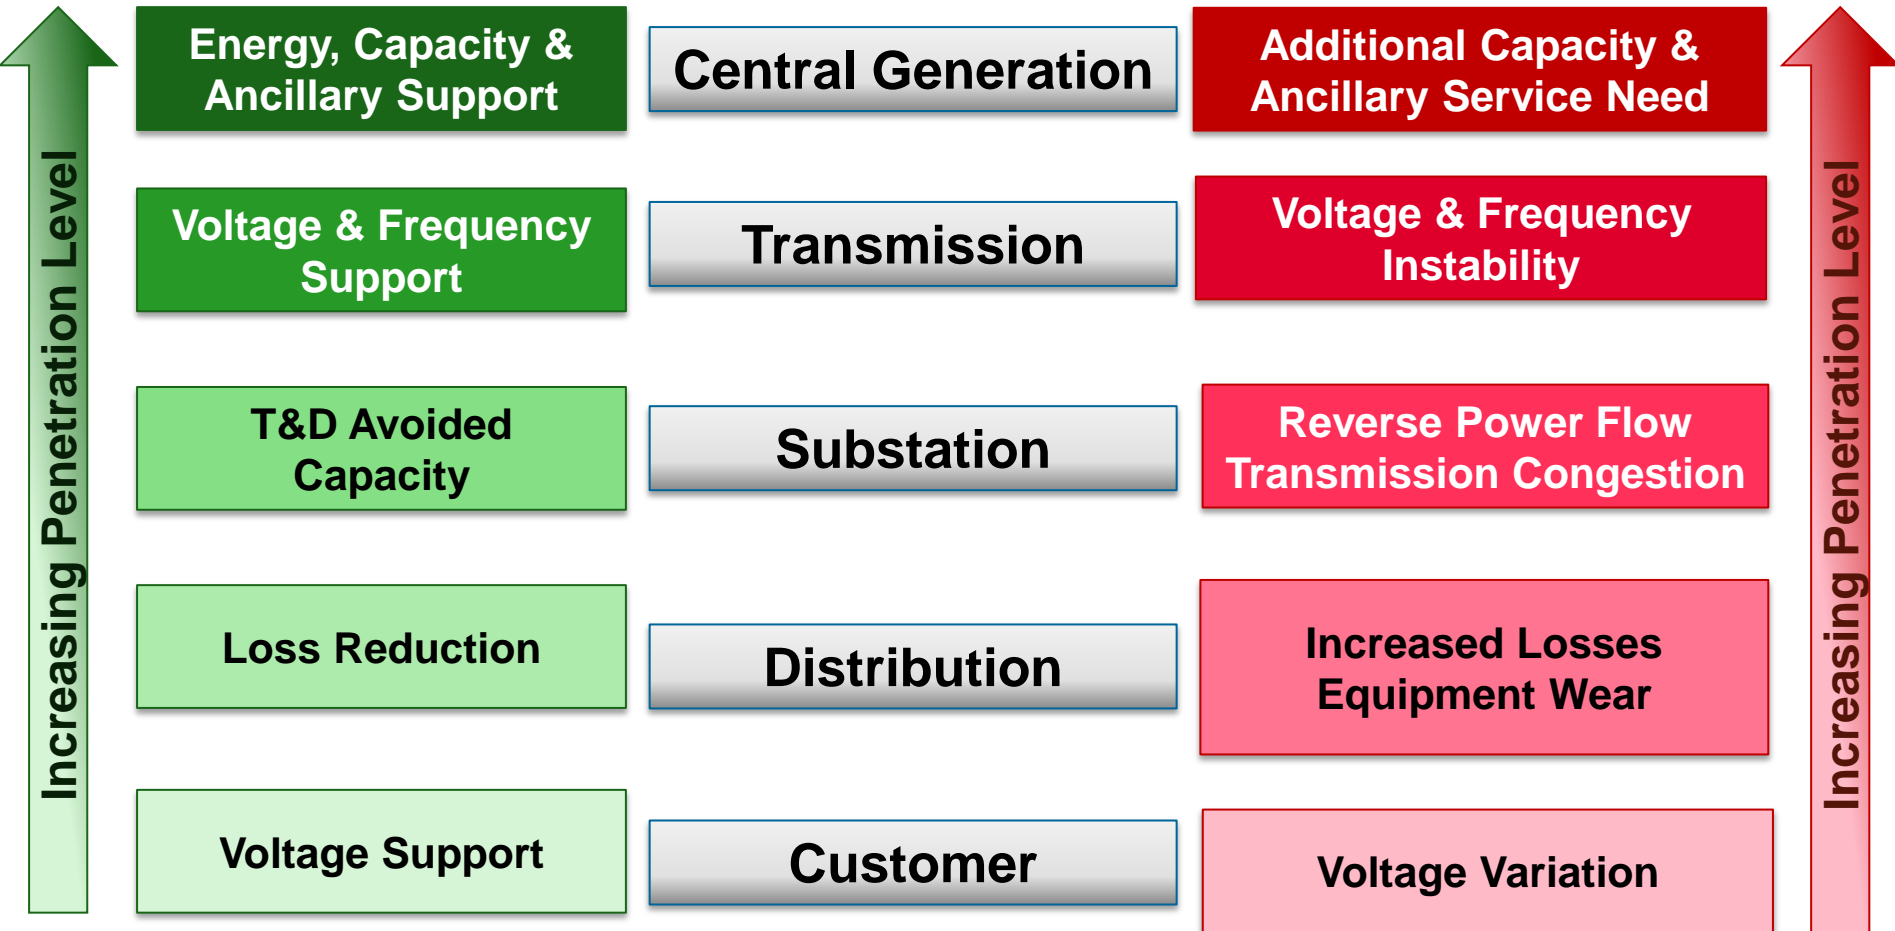 Increasing Penetration Level
Energy, Capacity &
Ancillary Support
Central Generation
Additional Capacity &
Ancillary Service Need
Voltage & Frequency
Support
Transmission
Voltage & Frequency
Instability
T&D Avoided
Capacity
Substation
Reverse Power Flow
Transmission Congestion
Loss Reduction
Distribution
Increased Losses
Equipment Wear
Voltage Support
Customer
Voltage Variation
Increasing Penetration Level